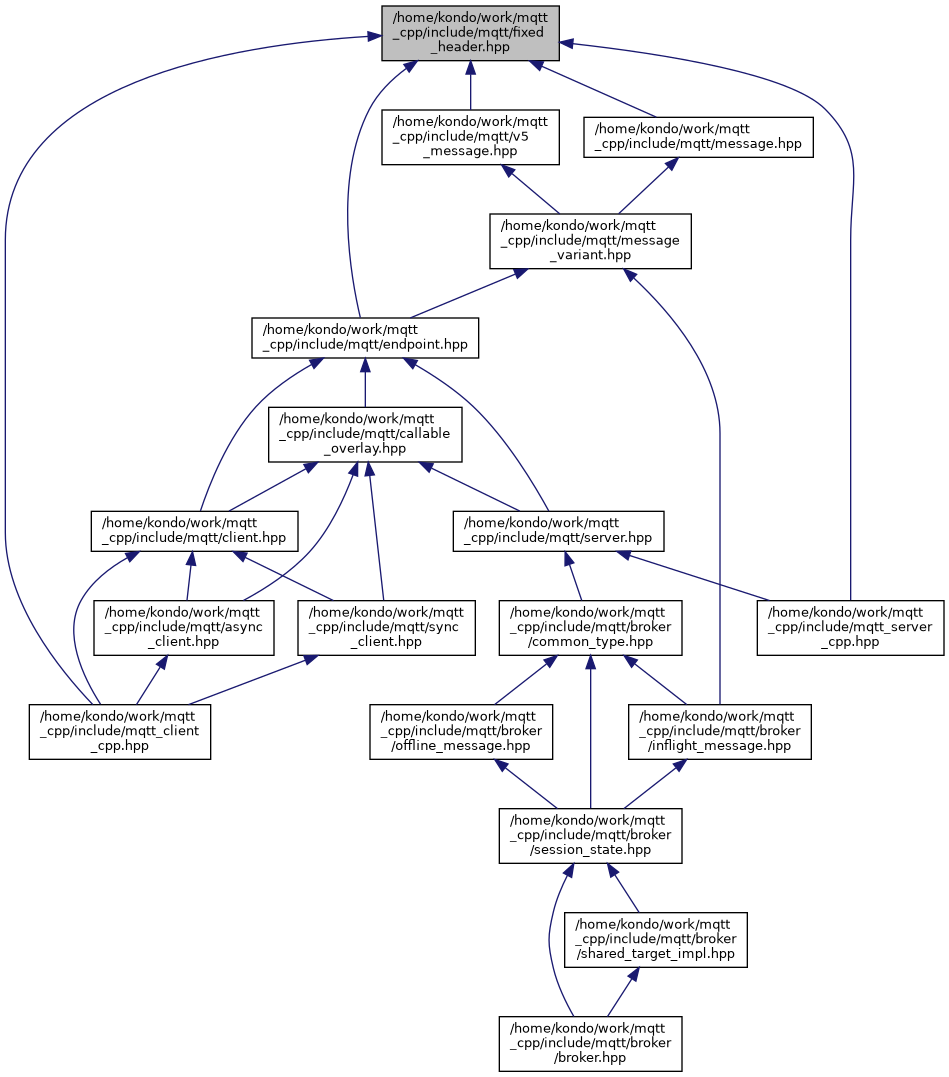 /home/kondo/work/mqtt
_cpp/include/mqtt/fixed
_header.hpp
/home/kondo/work/mqtt
_cpp/include/mqtt/v5
_message.hpp
/home/kondo/work/mqtt
_cpp/include/mqtt/message.hpp
/home/kondo/work/mqtt
_cpp/include/mqtt/message
_variant.hpp
/home/kondo/work/mqtt
_cpp/include/mqtt/endpoint.hpp
/home/kondo/work/mqtt
_cpp/include/mqtt/callable
_overlay.hpp
/home/kondo/work/mqtt
_cpp/include/mqtt/client.hpp
/home/kondo/work/mqtt
_cpp/include/mqtt/server.hpp
/home/kondo/work/mqtt
_cpp/include/mqtt/async
_client.hpp
/home/kondo/work/mqtt
_cpp/include/mqtt/sync
_client.hpp
/home/kondo/work/mqtt
_cpp/include/mqtt/broker
/common_type.hpp
/home/kondo/work/mqtt
_cpp/include/mqtt_server
_cpp.hpp
/home/kondo/work/mqtt
_cpp/include/mqtt_client
_cpp.hpp
/home/kondo/work/mqtt
_cpp/include/mqtt/broker
/offline_message.hpp
/home/kondo/work/mqtt
_cpp/include/mqtt/broker
/inflight_message.hpp
/home/kondo/work/mqtt
_cpp/include/mqtt/broker
/session_state.hpp
/home/kondo/work/mqtt
_cpp/include/mqtt/broker
/shared_target_impl.hpp
/home/kondo/work/mqtt
_cpp/include/mqtt/broker
/broker.hpp